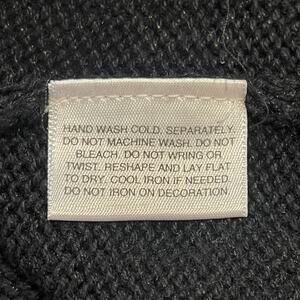 HAND WASH COLD, SEPARATELY.
DO NOT MACHINE WASH. DO NOT
BLEACH. DO NOT WRING OR
TWIST. RESHAPE AND LAY FLAT
TO DRY. COOL IRON IF NEEDED.
DO NOT IRON ON DECORATION.